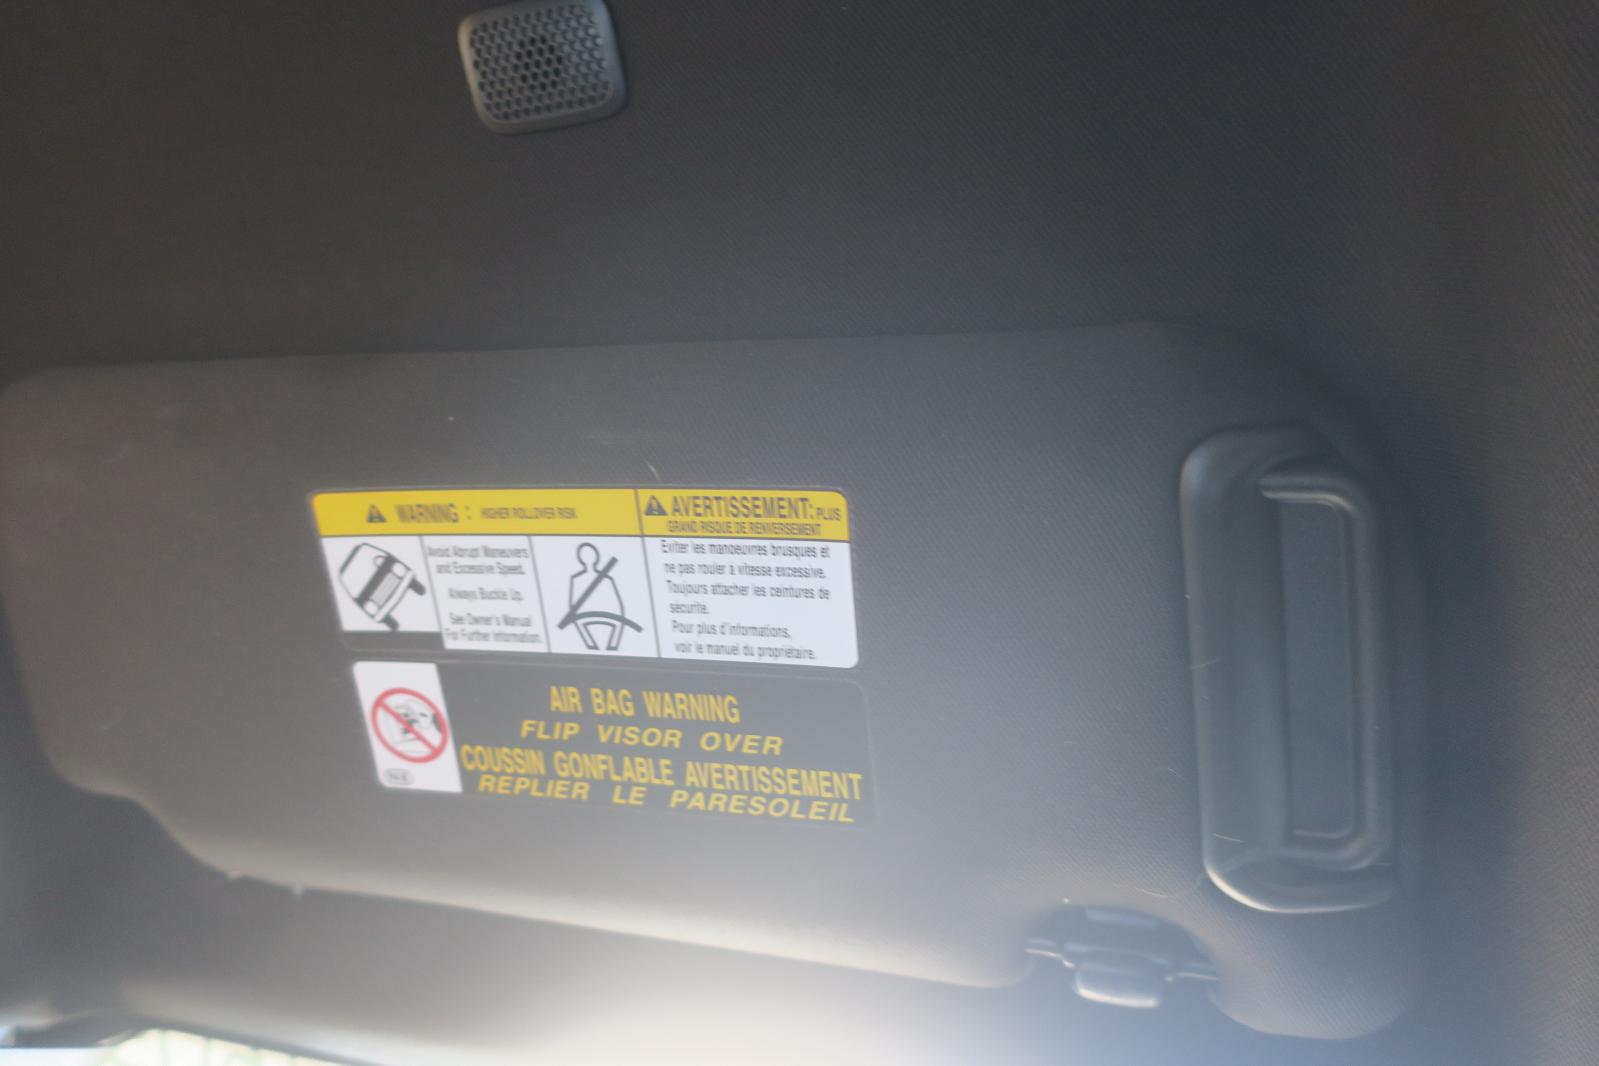 WARNING : HIGHER ROLLOVER RISK
Avoid Abrupt Maneuvers
and Excessive Speed.
Always Buckle Up.
See Owner's Manual
For Further Information.
AVERTISSEMENT: PLUS
GRAND RISQUE DE RENVERSEMENT
Eviter les manoeuvres brusques et
ne pas rouler à vitesse excessive.
Toujours attacher les ceintures de
sécurité.
Pour plus d'informations,
voir le manuel du propriétaire.
AIR BAG WARNING
FLIP VISOR OVER
COUSSIN GONFLABLE AVERTISSEMENT
REPLIER LE PARESOLEIL